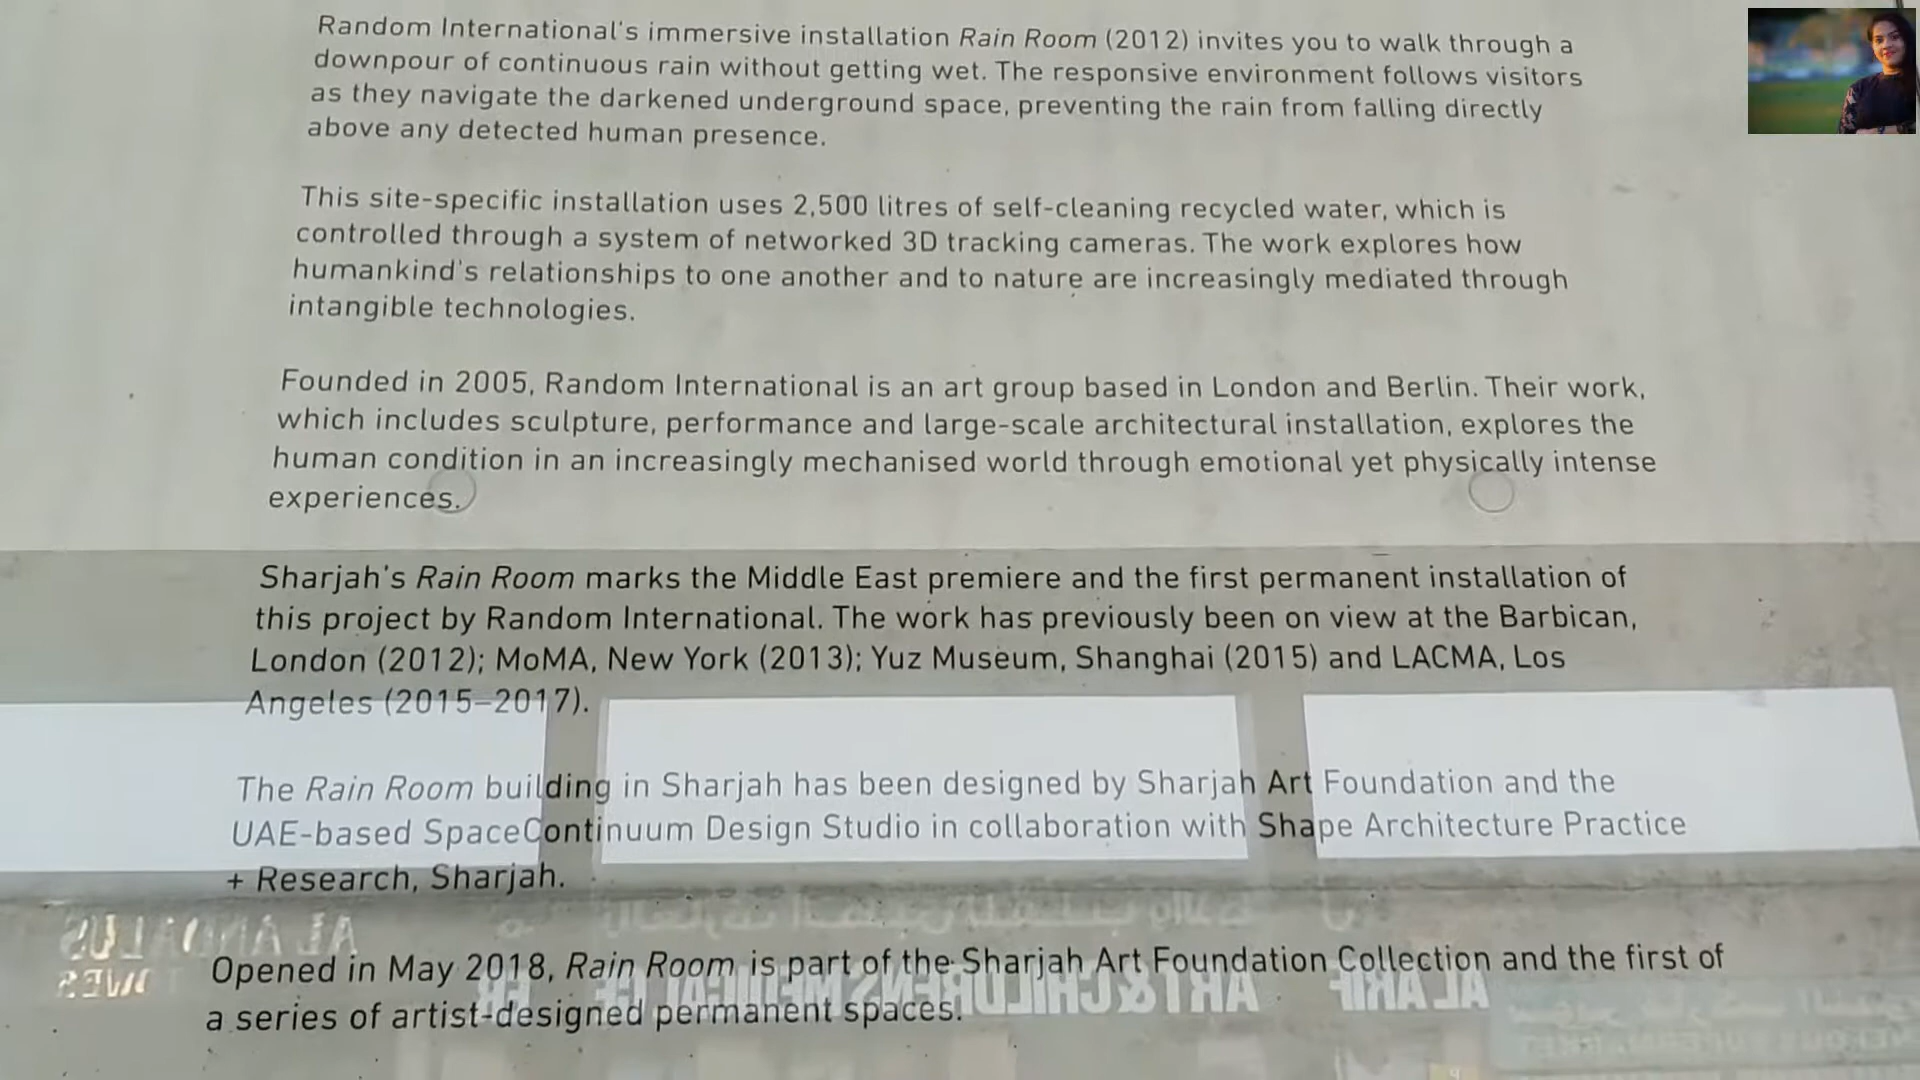 Random International's immersive installation Rain Room (2012) invites you to walk through a
downpour of continuous rain without getting wet. The responsive environment follows visitors
as they navigate the darkened underground space, preventing the rain from falling directly
above any detected human presence.
This site-specific installation uses 2,500 litres of self-cleaning recycled water, which is
controlled through a system of networked 3D tracking cameras. The work explores how
humankind's relationships to one another and to nature are increasingly mediated through
intangible technologies.
Founded in 2005, Random International is an art group based in London and Berlin. Their work,
which includes sculpture, performance and large-scale architectural installation, explores the
human condition in an increasingly mechanised world through emotional yet physically intense
experiences.
Sharjah's Rain Room marks the Middle East premiere and the first permanent installation of
this project by Random International. The work has previously been on view at the Barbican,
London (2012); MoMA, New York (2013); Yuz Museum, Shanghai (2015) and LACMA, Los
Angeles (2015–2017).
The Rain Room building in Sharjah has been designed by Sharjah Art Foundation and the
UAE-based SpaceContinuum Design Studio in collaboration with Shape Architecture Practice
+ Research, Sharjah.
AL ANDALUS
Opened in May 2018, Rain Room is part of the Sharjah Art Foundation Collection and the first of
a series of artist-designed permanent spaces.